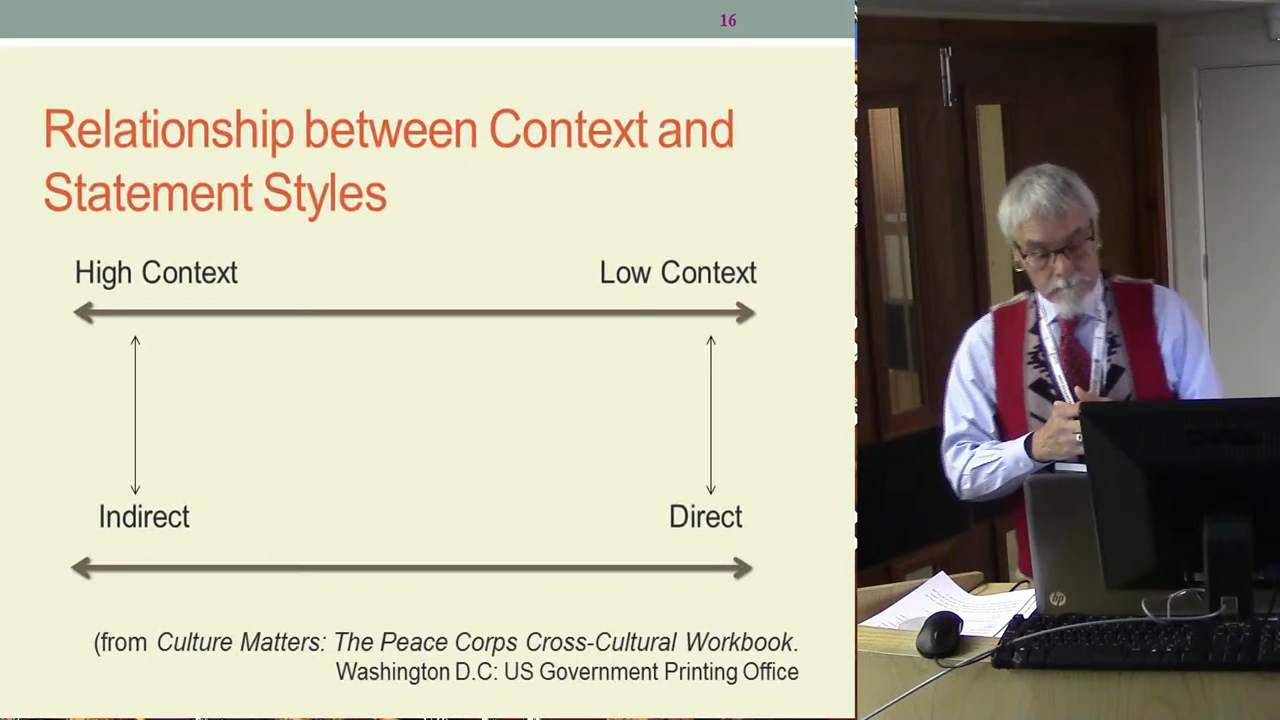 16
Relationship between Context and
Statement Styles
High Context Low Context
Indirect Direct
(from Culture Matters: The Peace Corps Cross-Cultural Workbook.
Washington D.C: US Government Printing Office
hp